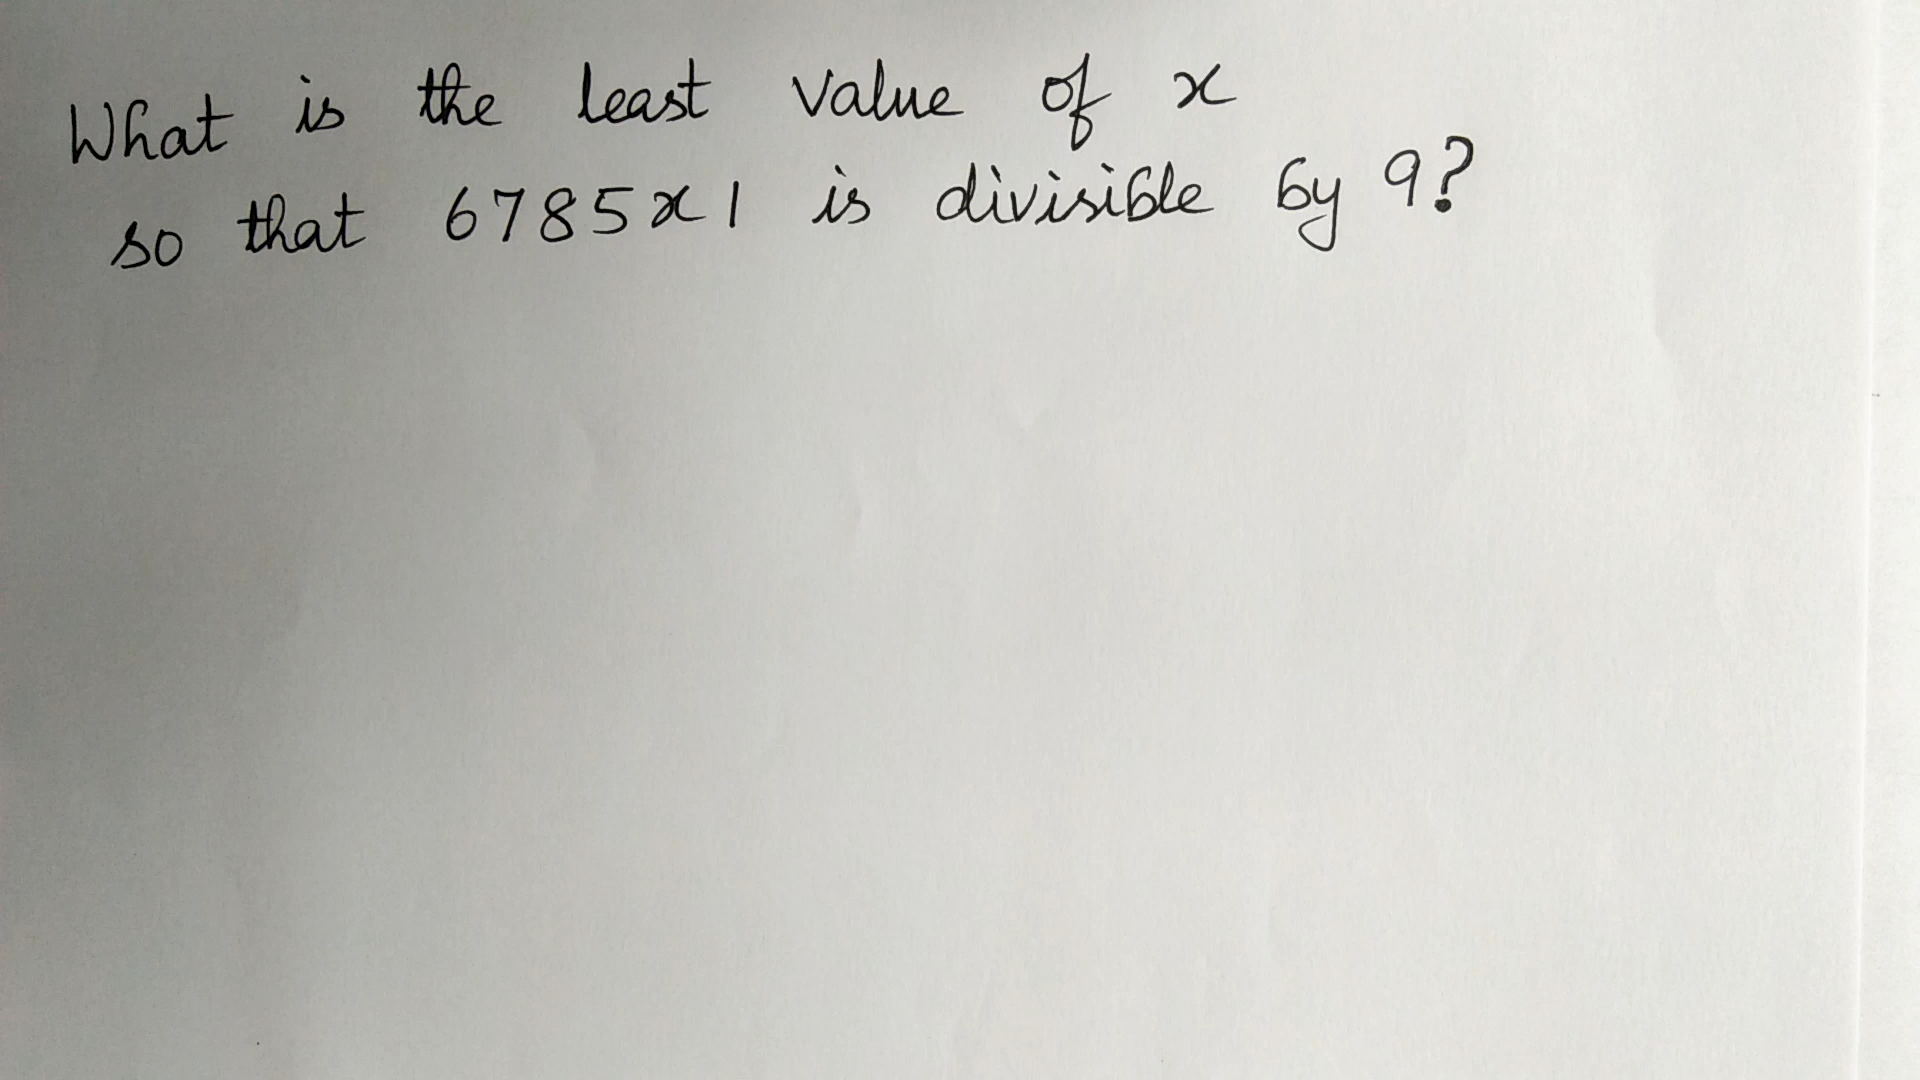 What is the least value of x
so that 6785x1 is divisible by 9?